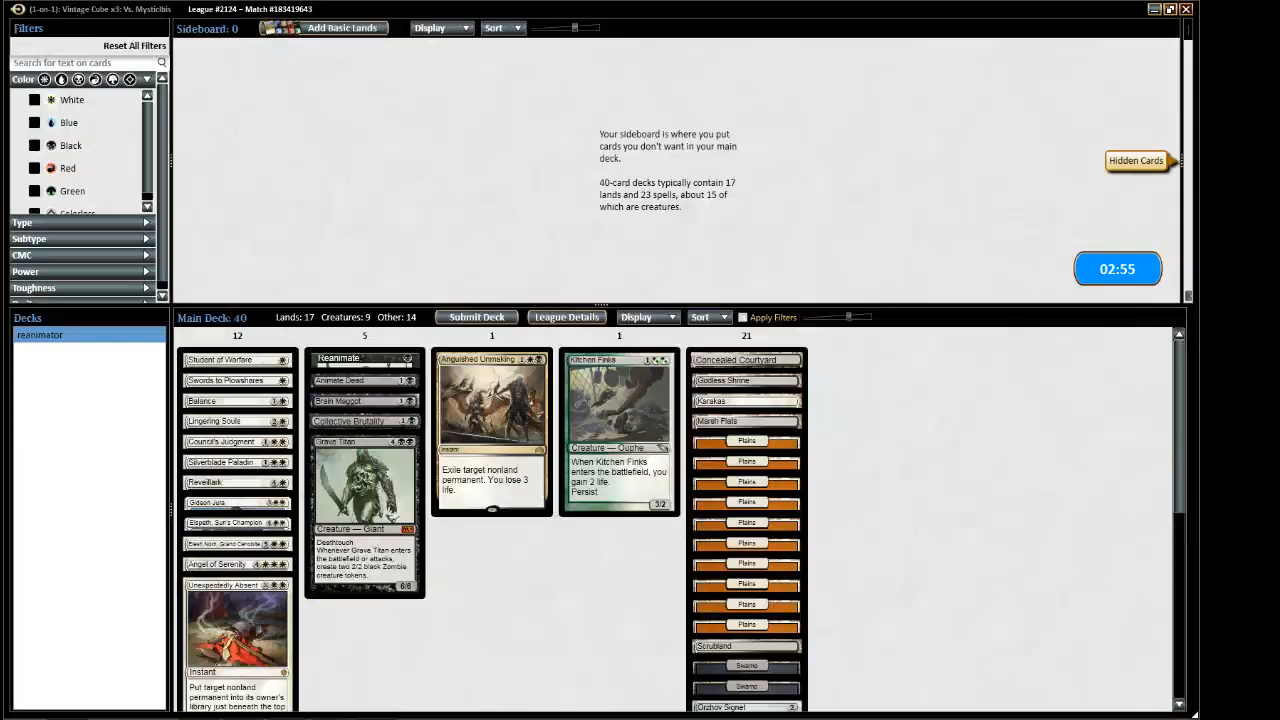 (1-on-1): Vintage Cube x3: Vs. MysticIbis League #2124 – Match #183419643
Filters
Reset All Filters
Search for text on cards
Color
White
Blue
Black
Red
Green
Colorless
Type
Subtype
CMC
Power
Toughness
Sideboard: 0
Add Basic Lands
Display
Sort
Your sideboard is where you put
cards you don't want in your main
deck.
40-card decks typically contain 17
lands and 23 spells, about 15 of
which are creatures.
Hidden Cards
02:55
Decks
reanimator
Main Deck: 40
Lands: 17 Creatures: 9 Other: 14
Submit Deck
League Details
Display
Sort
Apply Filters
12
Student of Warfare
Swords to Plowshares
Balance
Lingering Souls
Council's Judgment
Silverblade Paladin
Reveillark
Gideon Jura
Elspeth, Sun's Champion
Elesh Norn, Grand Cenobite
Angel of Serenity
Unexpectedly Absent
Instant
Put target nonland
permanent into its owner's
library just beneath the top
5
Reanimate
Animate Dead
Brain Maggot
Collective Brutality
Grave Titan
Creature — Giant
Deathtouch
Whenever Grave Titan enters
the battlefield or attacks,
create two 2/2 black Zombie
creature tokens.
6/6
1
Anguished Unmaking
Instant
Exile target nonland
permanent. You lose 3
life.
1
Kitchen Finks
Creature — Ouphe
When Kitchen Finks
enters the battlefield, you
gain 2 life.
Persist
3/2
21
Concealed Courtyard
Godless Shrine
Karakas
Marsh Flats
Plains
Plains
Plains
Plains
Plains
Plains
Plains
Plains
Plains
Plains
Scrubland
Swamp
Swamp
Orzhov Signet